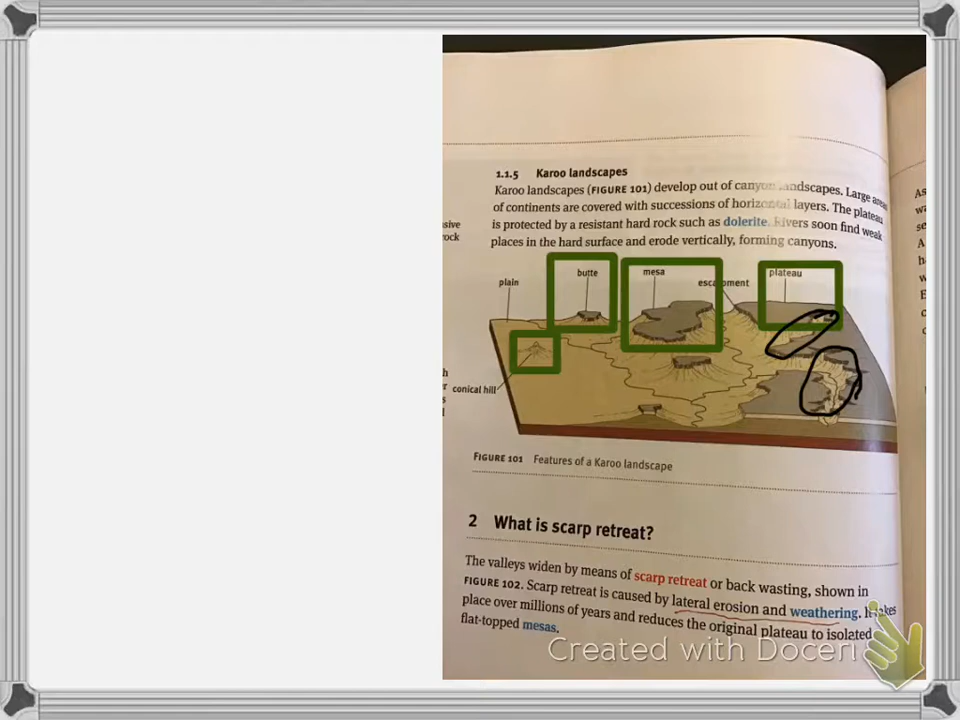 1.1.5 Karoo landscapes
Karoo landscapes (FIGURE 101) develop out of canyon landscapes. Large areas
of continents are covered with successions of horizontal layers. The plateau
is protected by a resistant hard rock such as dolerite. Rivers soon find weak
places in the hard surface and erode vertically, forming canyons.
butte
mesa
plateau
plain
escarpment
conical hill
FIGURE 101 Features of a Karoo landscape
2 What is scarp retreat?
The valleys widen by means of scarp retreat or back wasting, shown in
FIGURE 102. Scarp retreat is caused by lateral erosion and weathering. It takes
place over millions of years and reduces the original plateau to isolated
flat-topped mesas.
Created with Doceri